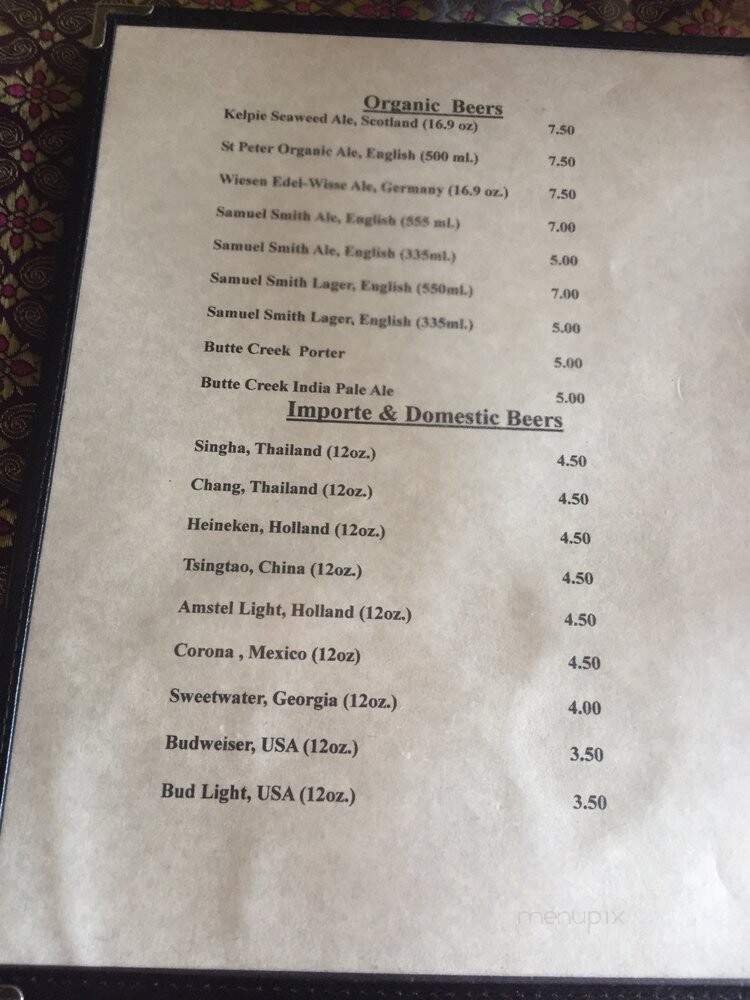 Organic Beers
Kelpie Seaweed Ale, Scotland (16.9 oz) 7.50
St Peter Organic Ale, English (500 ml.) 7.50
Wiesen Edel-Wisse Ale, Germany (16.9 oz.) 7.50
Samuel Smith Ale, English (555 ml.) 7.00
Samuel Smith Ale, English (335ml.) 5.00
Samuel Smith Lager, English (550ml.) 7.00
Samuel Smith Lager, English (335ml.) 5.00
Butte Creek Porter 5.00
Butte Creek India Pale Ale 5.00
Importe & Domestic Beers
Singha, Thailand (12oz.) 4.50
Chang, Thailand (12oz.) 4.50
Heineken, Holland (12oz.) 4.50
Tsingtao, China (12oz.) 4.50
Amstel Light, Holland (12oz.) 4.50
Corona , Mexico (12oz) 4.50
Sweetwater, Georgia (12oz.) 4.00
Budweiser, USA (12oz.) 3.50
Bud Light, USA (12oz.) 3.50
menupix